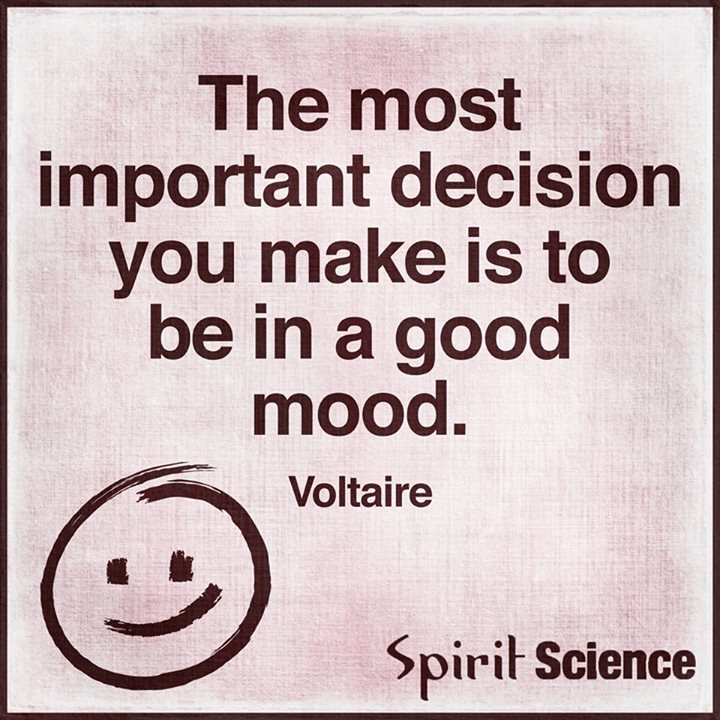 The most
important decision
you make is to
be in a good
mood.
Voltaire
Spirit Science